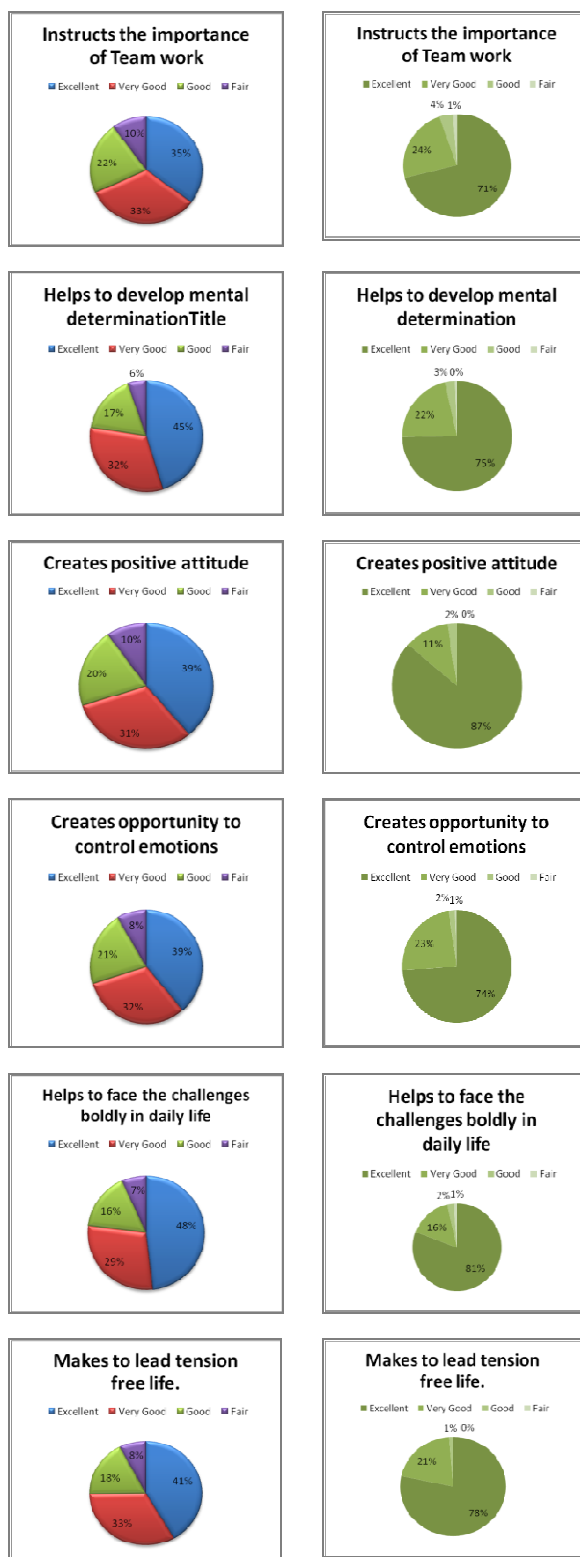 Instructs the importance
of Team work
Excellent Very Good Good Fair
10%
35%
22%
33%
Instructs the importance
of Team work
Excellent Very Good Good Fair
4% 1%
24%
71%
Helps to develop mental
determinationTitle
Excellent Very Good Good Fair
6%
17%
45%
32%
Helps to develop mental
determination
Excellent Very Good Good Fair
3% 0%
22%
75%
Creates positive attitude
Excellent Very Good Good Fair
10%
39%
20%
31%
Creates positive attitude
Excellent Very Good Good Fair
2% 0%
11%
87%
Creates opportunity to
control emotions
Excellent Very Good Good Fair
8%
39%
21%
32%
Creates opportunity to
control emotions
Excellent Very Good Good Fair
2% 1%
23%
74%
Helps to face the challenges
boldly in daily life
Excellent Very Good Good Fair
7%
16%
48%
29%
Helps to face the
challenges boldly in
daily life
Excellent Very Good Good Fair
2% 1%
16%
81%
Makes to lead tension
free life.
Excellent Very Good Good Fair
8%
18%
41%
33%
Makes to lead tension
free life.
Excellent Very Good Good Fair
1% 0%
21%
78%